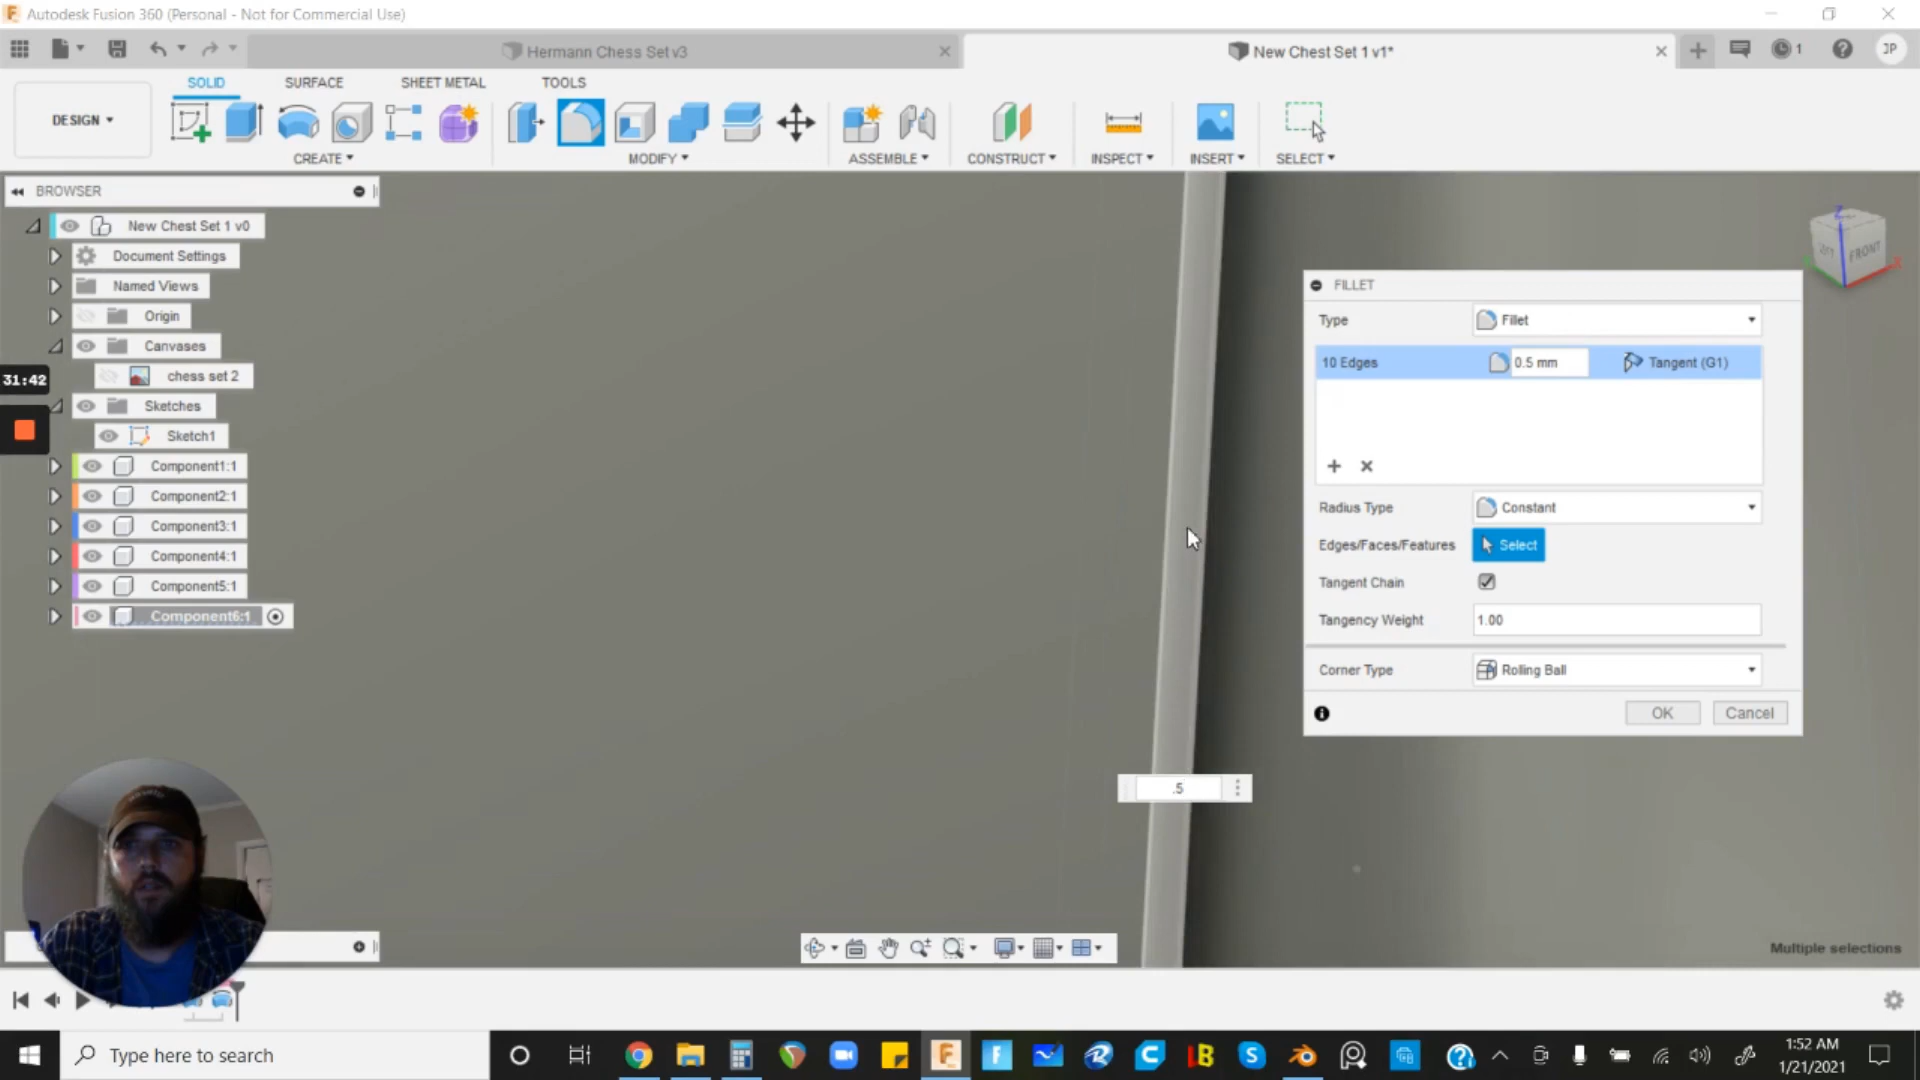 Autodesk Fusion 360 (Personal - Not for Commercial Use)
Hermann Chess Set v3
New Chest Set 1 v1*
1
JP
DESIGN
SOLID
SURFACE
SHEET METAL
TOOLS
CREATE
MODIFY
ASSEMBLE
CONSTRUCT
INSPECT
INSERT
SELECT
BROWSER
New Chest Set 1 v0
Document Settings
Named Views
Origin
Canvases
chess set 2
Sketches
Sketch1
Component1:1
Component2:1
Component3:1
Component4:1
Component5:1
Component6:1
31:42
FRONT
Z
X
FILLET
Type
Fillet
10 Edges
0.5 mm
Tangent (G1)
Radius Type
Constant
Edges/Faces/Features
Select
Tangent Chain
Tangency Weight
1.00
Corner Type
Rolling Ball
OK
Cancel
.5
Multiple selections
Type here to search
1:52 AM
1/21/2021